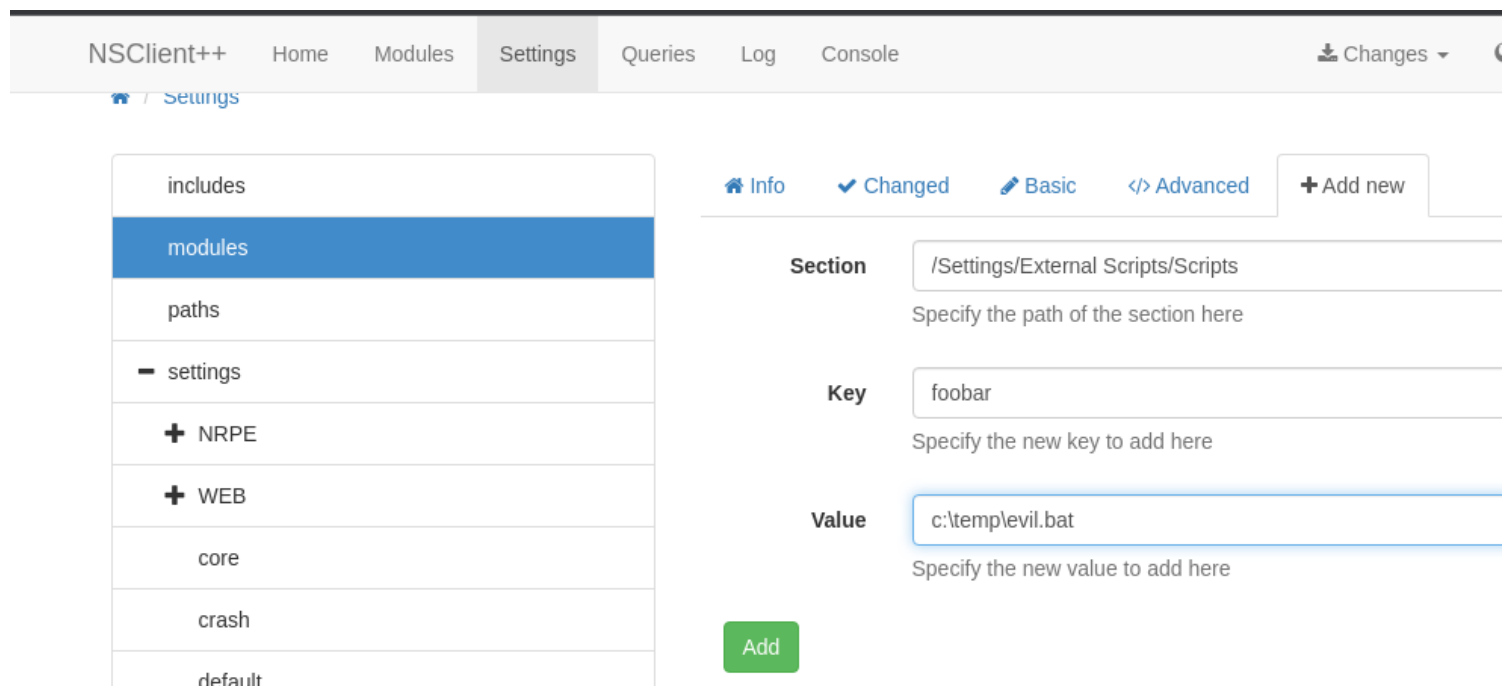 NSClient++ Home Modules Settings Queries Log Console Changes
/ Settings
includes
modules
paths
settings
NRPE
WEB
core
crash
default
Info Changed Basic </> Advanced Add new
Section /Settings/External Scripts/Scripts
Specify the path of the section here
Key foobar
Specify the new key to add here
Value c:\temp\evil.bat
Specify the new value to add here
Add